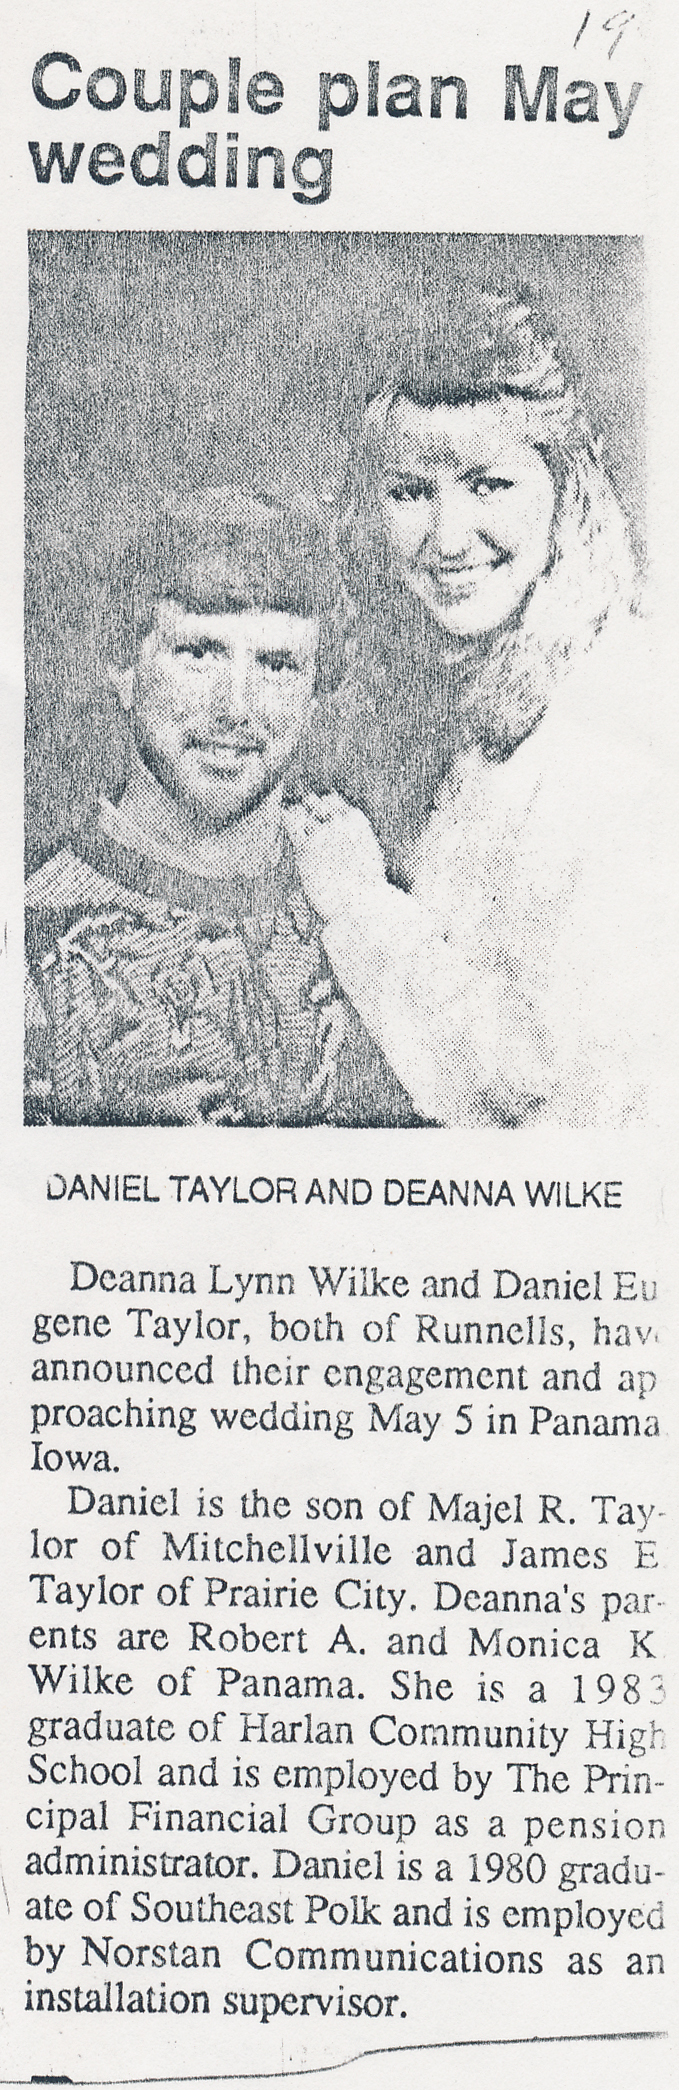 19
Couple plan May
wedding
DANIEL TAYLOR AND DEANNA WILKE
Deanna Lynn Wilke and Daniel Eu
gene Taylor, both of Runnells, have
announced their engagement and ap
proaching wedding May 5 in Panama
Iowa.
Daniel is the son of Majel R. Tay-
lor of Mitchellville and James E
Taylor of Prairie City. Deanna's par-
ents are Robert A. and Monica K
Wilke of Panama. She is a 1983
graduate of Harlan Community High
School and is employed by The Prin-
cipal Financial Group as a pension
administrator. Daniel is a 1980 gradu-
ate of Southeast Polk and is employed
by Norstan Communications as an
installation supervisor.